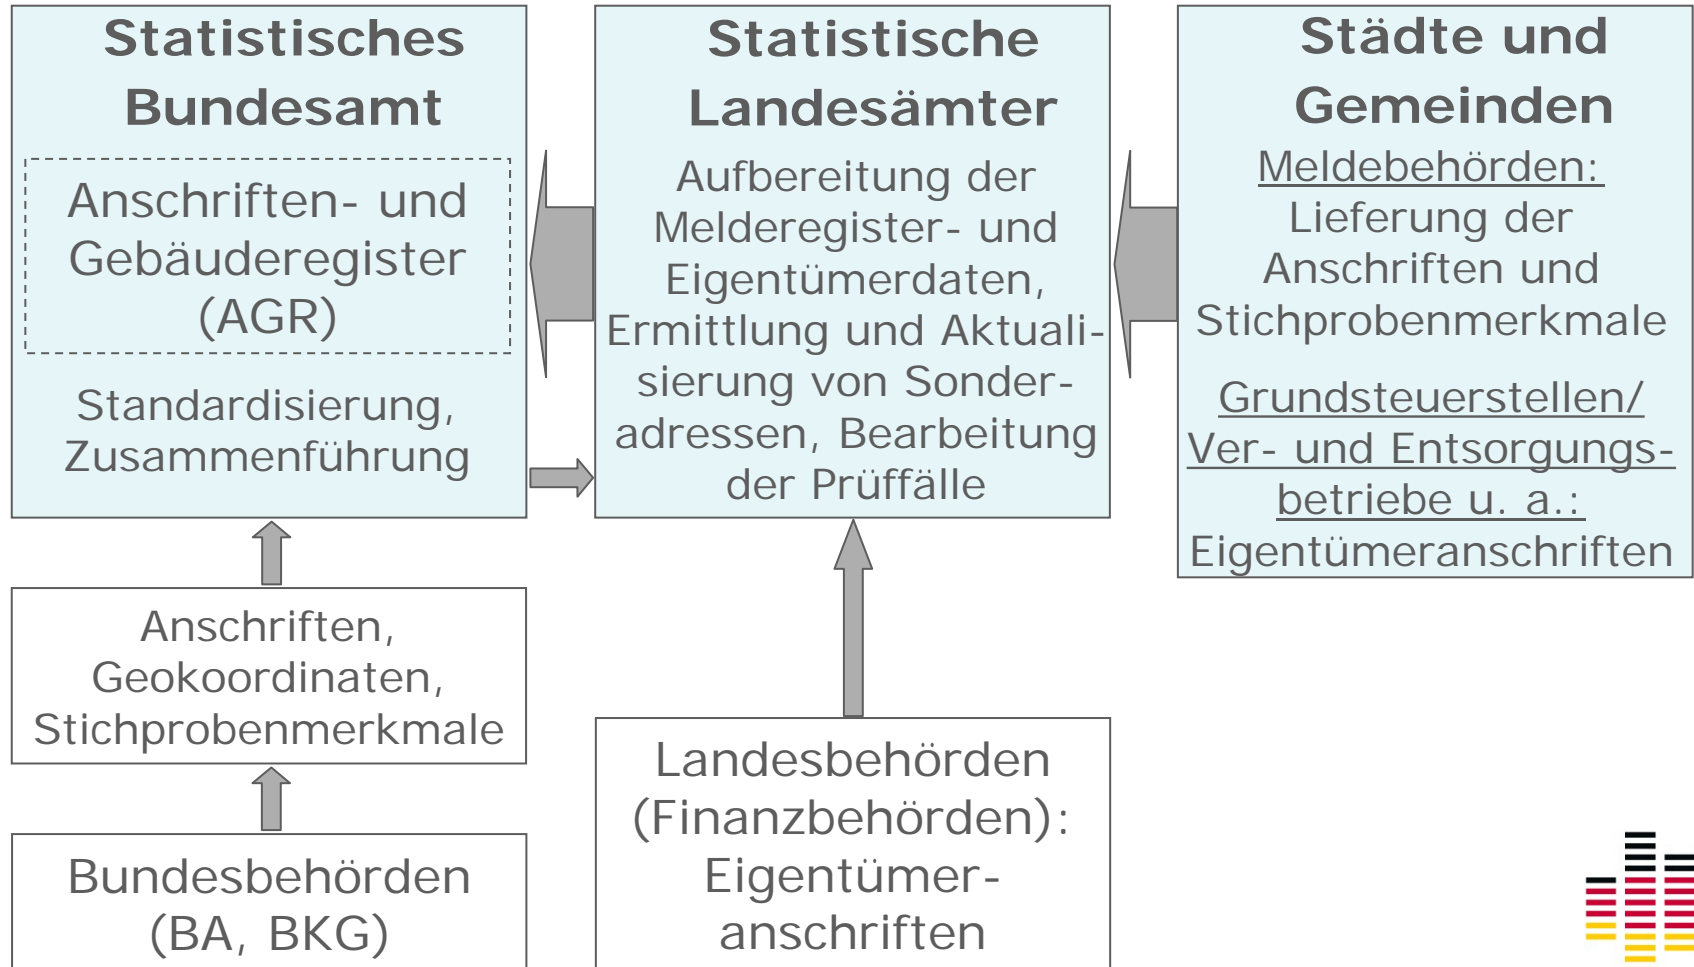 Statistisches
Bundesamt
Anschriften- und
Gebäuderegister
(AGR)
Standardisierung,
Zusammenführung
Statistische
Landesämter
Aufbereitung der
Melderegister- und
Eigentümerdaten,
Ermittlung und Aktuali-
sierung von Sonder-
adressen, Bearbeitung
der Prüffälle
Städte und
Gemeinden
Meldebehörden:
Lieferung der
Anschriften und
Stichprobenmerkmale
Grundsteuerstellen/
Ver- und Entsorgungs-
betriebe u. a.:
Eigentümeranschriften
Anschriften,
Geokoordinaten,
Stichprobenmerkmale
Bundesbehörden
(BA, BKG)
Landesbehörden
(Finanzbehörden):
Eigentümer-
anschriften